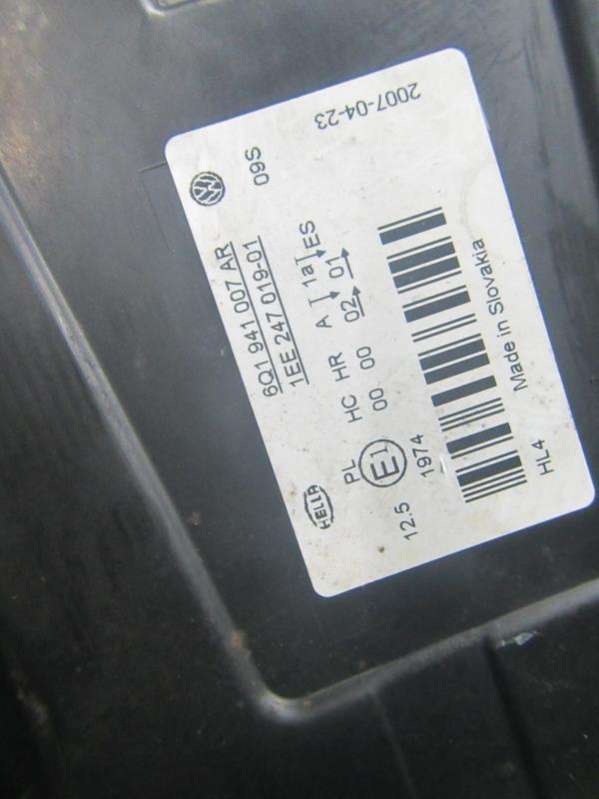 HELLA
6Q1 941 007 AR
1EE 247 019-01
09S
PL HC HR A 1a ES
E1 00 00 02 01
12.5 1974
HL4 Made in Slovakia 2007-04-23